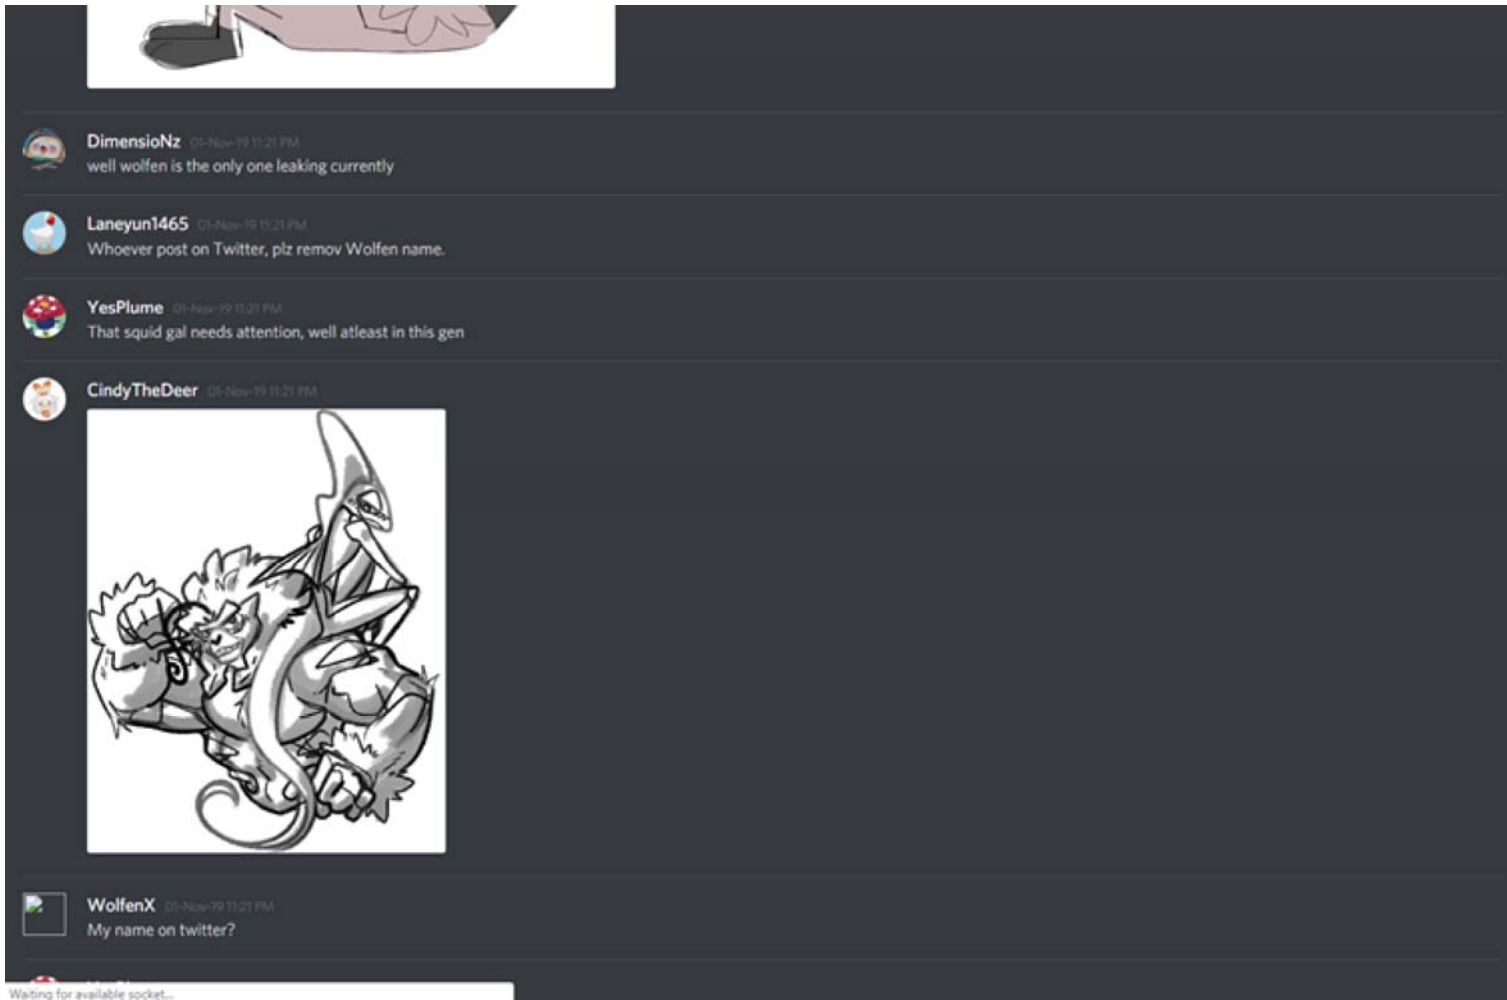 DimensioNz 01-Nov-19 11:21 PM
well wolfen is the only one leaking currently
Laneyun1465 01-Nov-19 11:21 PM
Whoever post on Twitter, plz remov Wolfen name.
YesPlume 01-Nov-19 11:21 PM
That squid gal needs attention, well atleast in this gen
CindyTheDeer 01-Nov-19 11:21 PM
WolfenX 01-Nov-19 11:21 PM
My name on twitter?
Waiting for available socket...